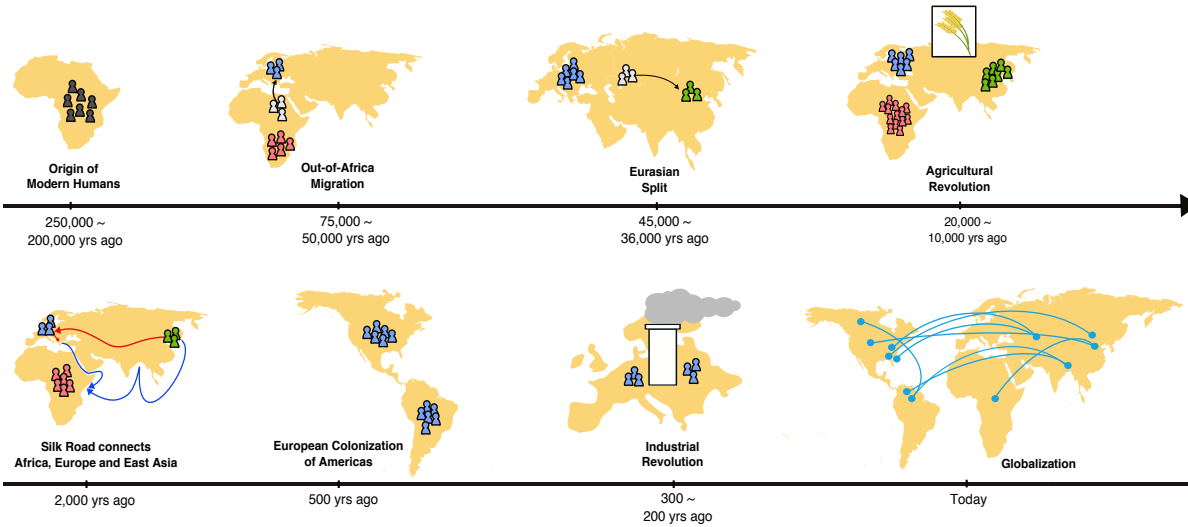 Origin of
Modern Humans
250,000 ~
200,000 yrs ago
Out-of-Africa
Migration
75,000 ~
50,000 yrs ago
Eurasian
Split
45,000 ~
36,000 yrs ago
Agricultural
Revolution
20,000 ~
10,000 yrs ago
Silk Road connects
Africa, Europe and East Asia
2,000 yrs ago
European Colonization
of Americas
500 yrs ago
Industrial
Revolution
300 ~
200 yrs ago
Globalization
Today